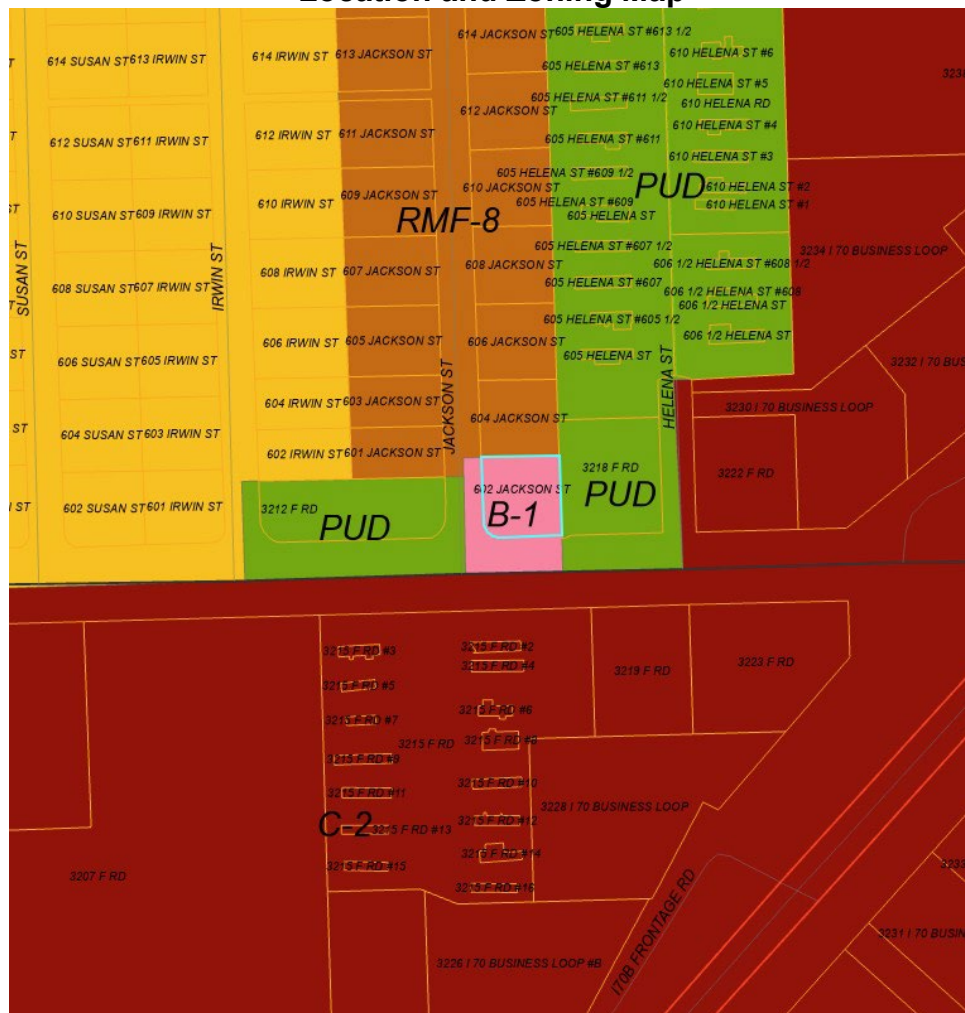 Location and Zoning Map
614 SUSAN ST
613 IRWIN ST
614 IRWIN ST
613 JACKSON ST
614 JACKSON ST
605 HELENA ST #613 1/2
605 HELENA ST #613
610 HELENA ST #6
610 HELENA ST #5
605 HELENA ST #611 1/2
610 HELENA RD
612 JACKSON ST
610 HELENA ST #4
612 SUSAN ST
611 IRWIN ST
612 IRWIN ST
611 JACKSON ST
605 HELENA ST #611
610 HELENA ST #3
605 HELENA ST #609 1/2
PUD
610 HELENA ST #2
610 JACKSON ST
609 JACKSON ST
605 HELENA ST #609
610 HELENA ST #1
610 SUSAN ST
609 IRWIN ST
610 IRWIN ST
RMF-8
605 HELENA ST
605 HELENA ST #607 1/2
3234 I 70 BUSINESS LOOP
SUSAN ST
IRWIN ST
608 IRWIN ST
607 JACKSON ST
608 JACKSON ST
606 1/2 HELENA ST #608 1/2
605 HELENA ST #607
608 SUSAN ST
607 IRWIN ST
606 1/2 HELENA ST #608
606 1/2 HELENA ST
605 HELENA ST #605 1/2
606 1/2 HELENA ST
606 IRWIN ST
605 JACKSON ST
606 JACKSON ST
605 HELENA ST
606 SUSAN ST
605 IRWIN ST
3232 I 70 BUS
JACKSON ST
HELENA ST
604 IRWIN ST
603 JACKSON ST
604 JACKSON ST
3230 I 70 BUSINESS LOOP
604 SUSAN ST
603 IRWIN ST
602 IRWIN ST
601 JACKSON ST
3218 F RD
3222 F RD
602 JACKSON ST
PUD
602 SUSAN ST
601 IRWIN ST
3212 F RD
PUD
B-1
3215 F RD #3
3215 F RD #2
3215 F RD #4
3219 F RD
3223 F RD
3215 F RD #5
3215 F RD #7
3215 F RD #6
3215 F RD
3215 F RD #8
3215 F RD #9
3215 F RD #10
3215 F RD #11
3228 I 70 BUSINESS LOOP
C-2
3215 F RD #13
3215 F RD #12
3215 F RD #15
3215 F RD #14
3207 F RD
3215 F RD #16
I70B FRONTAGE RD
3231 I 70 BUSIN
3226 I 70 BUSINESS LOOP #B